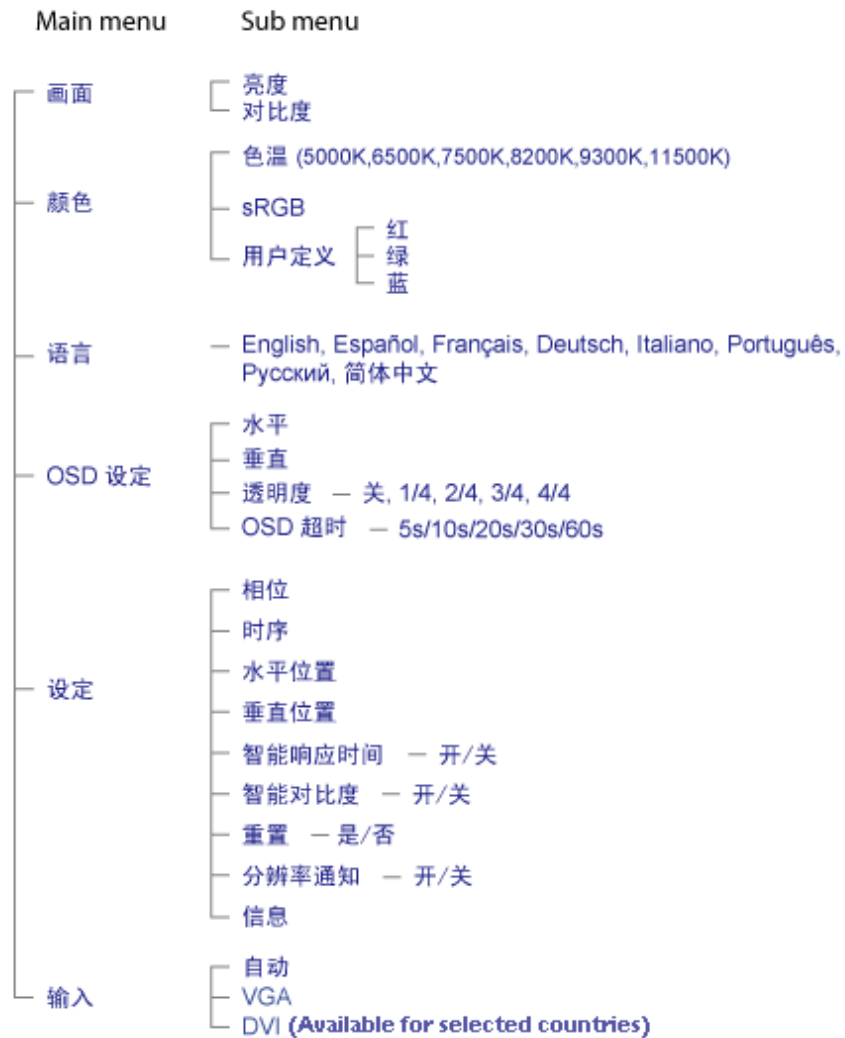 Main menu Sub menu
画面
亮度
对比度
颜色
色温 (5000K,6500K,7500K,8200K,9300K,11500K)
sRGB
用户定义
红
绿
蓝
语言
English, Español, Français, Deutsch, Italiano, Português,
Русский, 简体中文
OSD 设定
水平
垂直
透明度 — 关, 1/4, 2/4, 3/4, 4/4
OSD 超时 — 5s/10s/20s/30s/60s
设定
相位
时序
水平位置
垂直位置
智能响应时间 — 开/关
智能对比度 — 开/关
重置 — 是/否
分辨率通知 — 开/关
信息
输入
自动
VGA
DVI (Available for selected countries)